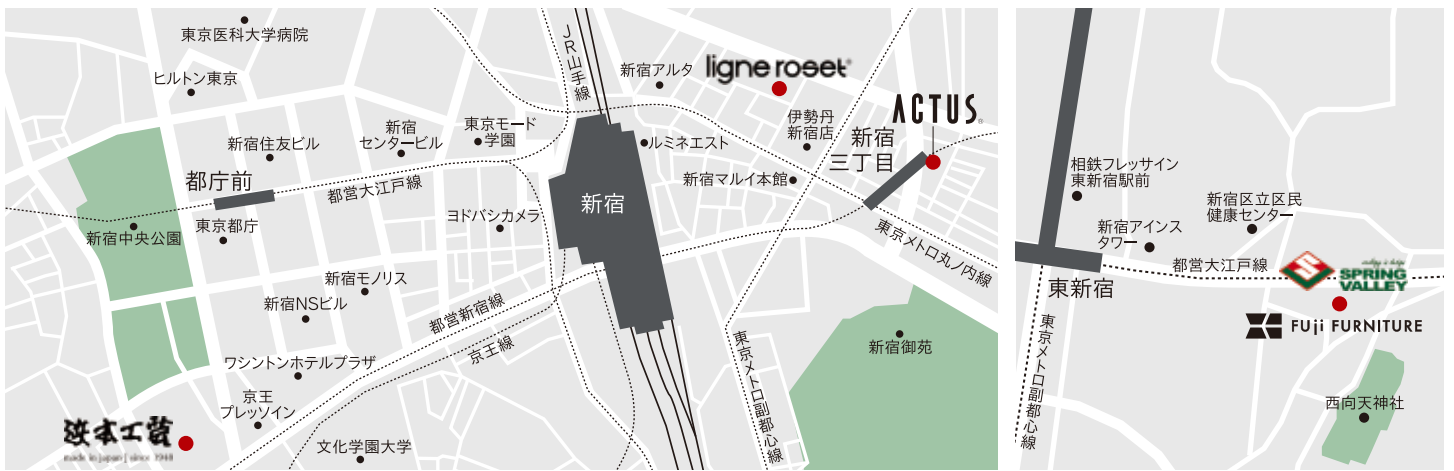 東京医科大学病院
ヒルトン東京
新宿住友ビル
新宿
センタービル
東京モード
学園
都庁前
都営大江戸線
新宿中央公園
東京都庁
ヨドバシカメラ
新宿モノリス
新宿NSビル
都営新宿線
京王線
ワシントンホテルプラザ
京王
プレッソイン
文化学園大学
浜本工芸
made in japan | since 1948
JR山手線
新宿
新宿アルタ
ligne roset®
ルミネエスト
伊勢丹
新宿店
新宿マルイ本館
ACTUS®
新宿
三丁目
東京メトロ丸ノ内線
東京メトロ副都心線
新宿御苑
相鉄フレッサイン
東新宿駅前
新宿アインス
タワー
新宿区立区民
健康センター
都営大江戸線
東新宿
東京メトロ副都心線
SPRING
VALLEY
FUji FURNITURE
西向天神社